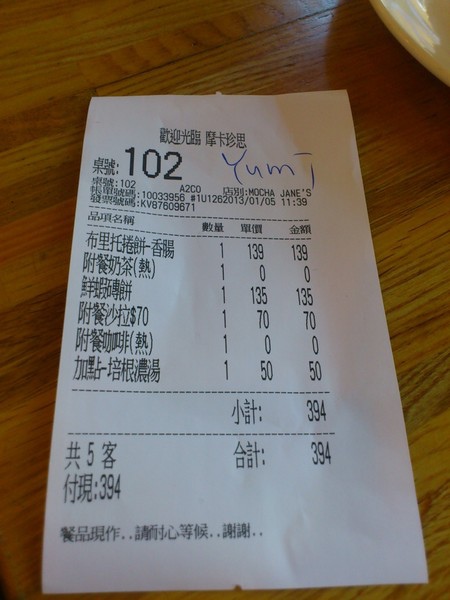 歡迎光臨 摩卡珍思
桌號:102 Yumi
桌號:102 A2CO 店別:MOCHA JANE'S
帳單號碼:10033956 #1U1262013/01/05 11:39
發票號碼:KV87609671
品項名稱 數量 單價 金額
布里托捲餅-香腸 1 139 139
附餐奶茶(熱) 1 0 0
鮮蝦磚餅 1 135 135
附餐沙拉$70 1 70 70
附餐咖啡(熱) 1 0 0
加點-培根濃湯 1 50 50
小計: 394
共 5 客 合計: 394
付現:394
餐品現作..請耐心等候..謝謝..